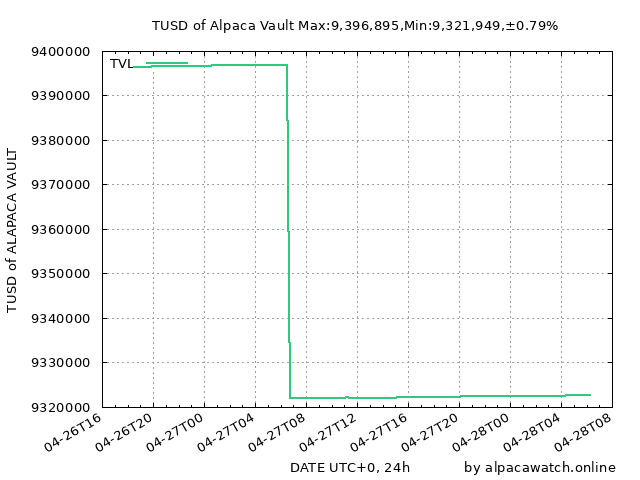 TUSD of Alpaca Vault Max:9,396,895,Min:9,321,949,±0.79%
TUSD of ALAPACA VAULT
TVL
9400000
9390000
9380000
9370000
9360000
9350000
9340000
9330000
9320000
04-26T16
04-26T20
04-27T00
04-27T04
04-27T08
04-27T12
04-27T16
04-27T20
04-28T00
04-28T04
04-28T08
DATE UTC+0, 24h
by alpacawatch.online